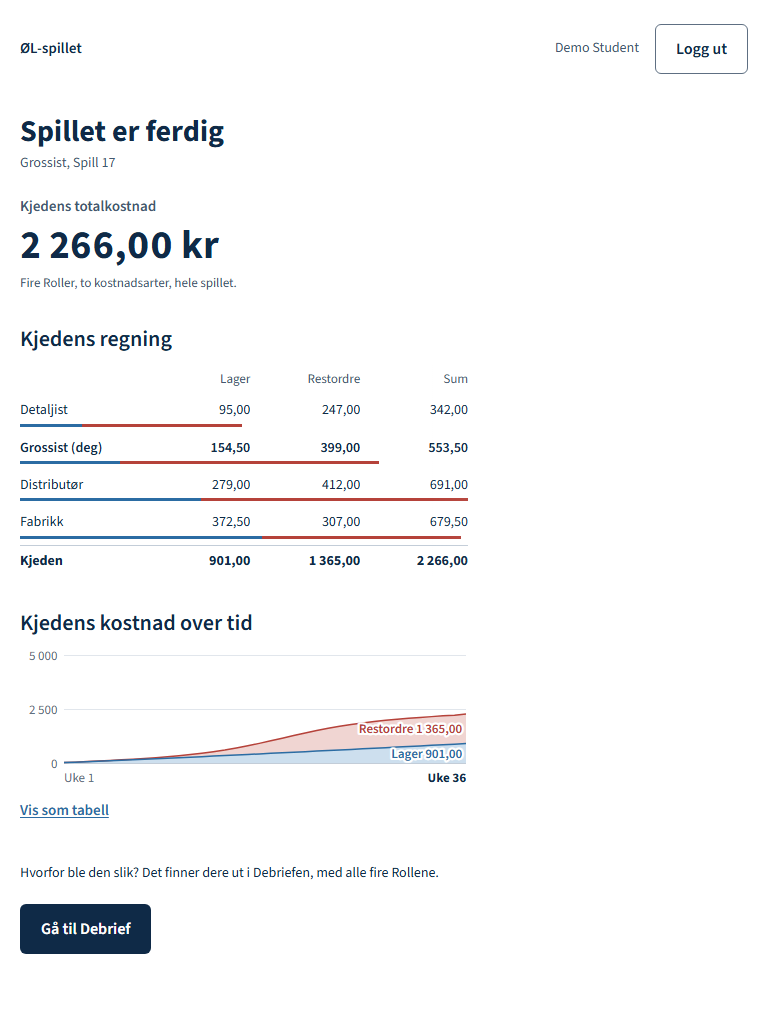 ØL-spillet
Demo Student
Logg ut
Spillet er ferdig
Grossist, Spill 17
Kjedens totalkostnad
2 266,00 kr
Fire Roller, to kostnadsarter, hele spillet.
Kjedens regning
Lager Restordre Sum
Detaljist 95,00 247,00 342,00
Grossist (deg) 154,50 399,00 553,50
Distributør 279,00 412,00 691,00
Fabrikk 372,50 307,00 679,50
Kjeden 901,00 1 365,00 2 266,00
Kjedens kostnad over tid
5 000
2 500
Restordre 1 365,00
Lager 901,00
0
Uke 1 Uke 36
Vis som tabell
Hvorfor ble den slik? Det finner dere ut i Debriefen, med alle fire Rollene.
Gå til Debrief